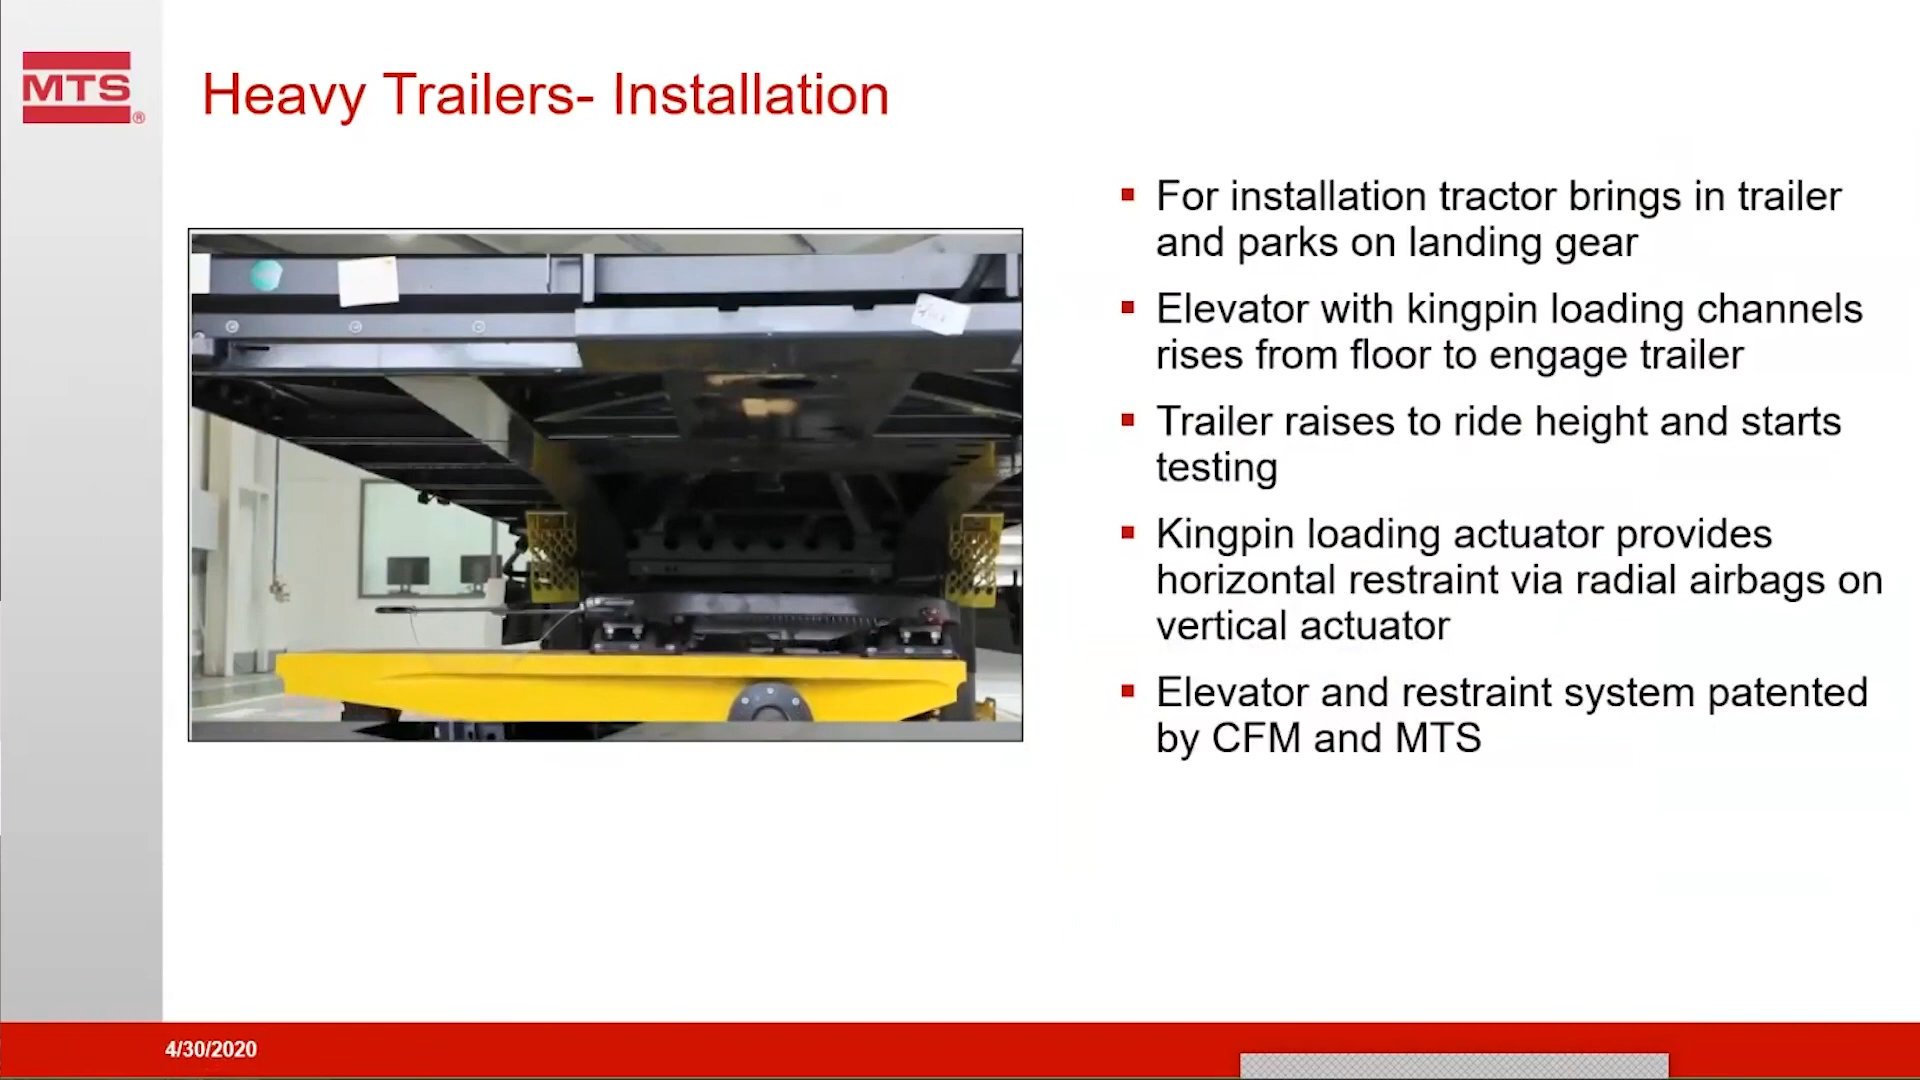 MTS®
Heavy Trailers- Installation
For installation tractor brings in trailer
and parks on landing gear
Elevator with kingpin loading channels
rises from floor to engage trailer
Trailer raises to ride height and starts
testing
Kingpin loading actuator provides
horizontal restraint via radial airbags on
vertical actuator
Elevator and restraint system patented
by CFM and MTS
4/30/2020